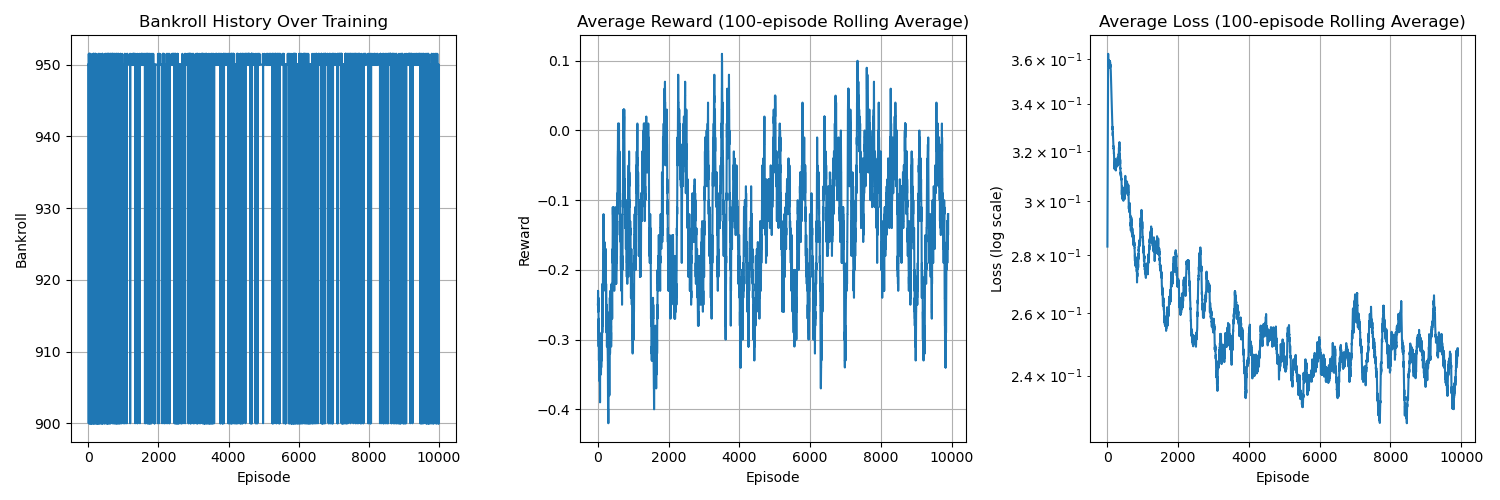 Bankroll History Over Training
950
940
930
920
910
900
Bankroll
0 2000 4000 6000 8000 10000
Episode
Average Reward (100-episode Rolling Average)
0.1
0.0
−0.1
−0.2
−0.3
−0.4
Reward
0 2000 4000 6000 8000 10000
Episode
Average Loss (100-episode Rolling Average)
3.6 × 10⁻¹
3.4 × 10⁻¹
3.2 × 10⁻¹
3 × 10⁻¹
2.8 × 10⁻¹
2.6 × 10⁻¹
2.4 × 10⁻¹
Loss (log scale)
0 2000 4000 6000 8000 10000
Episode